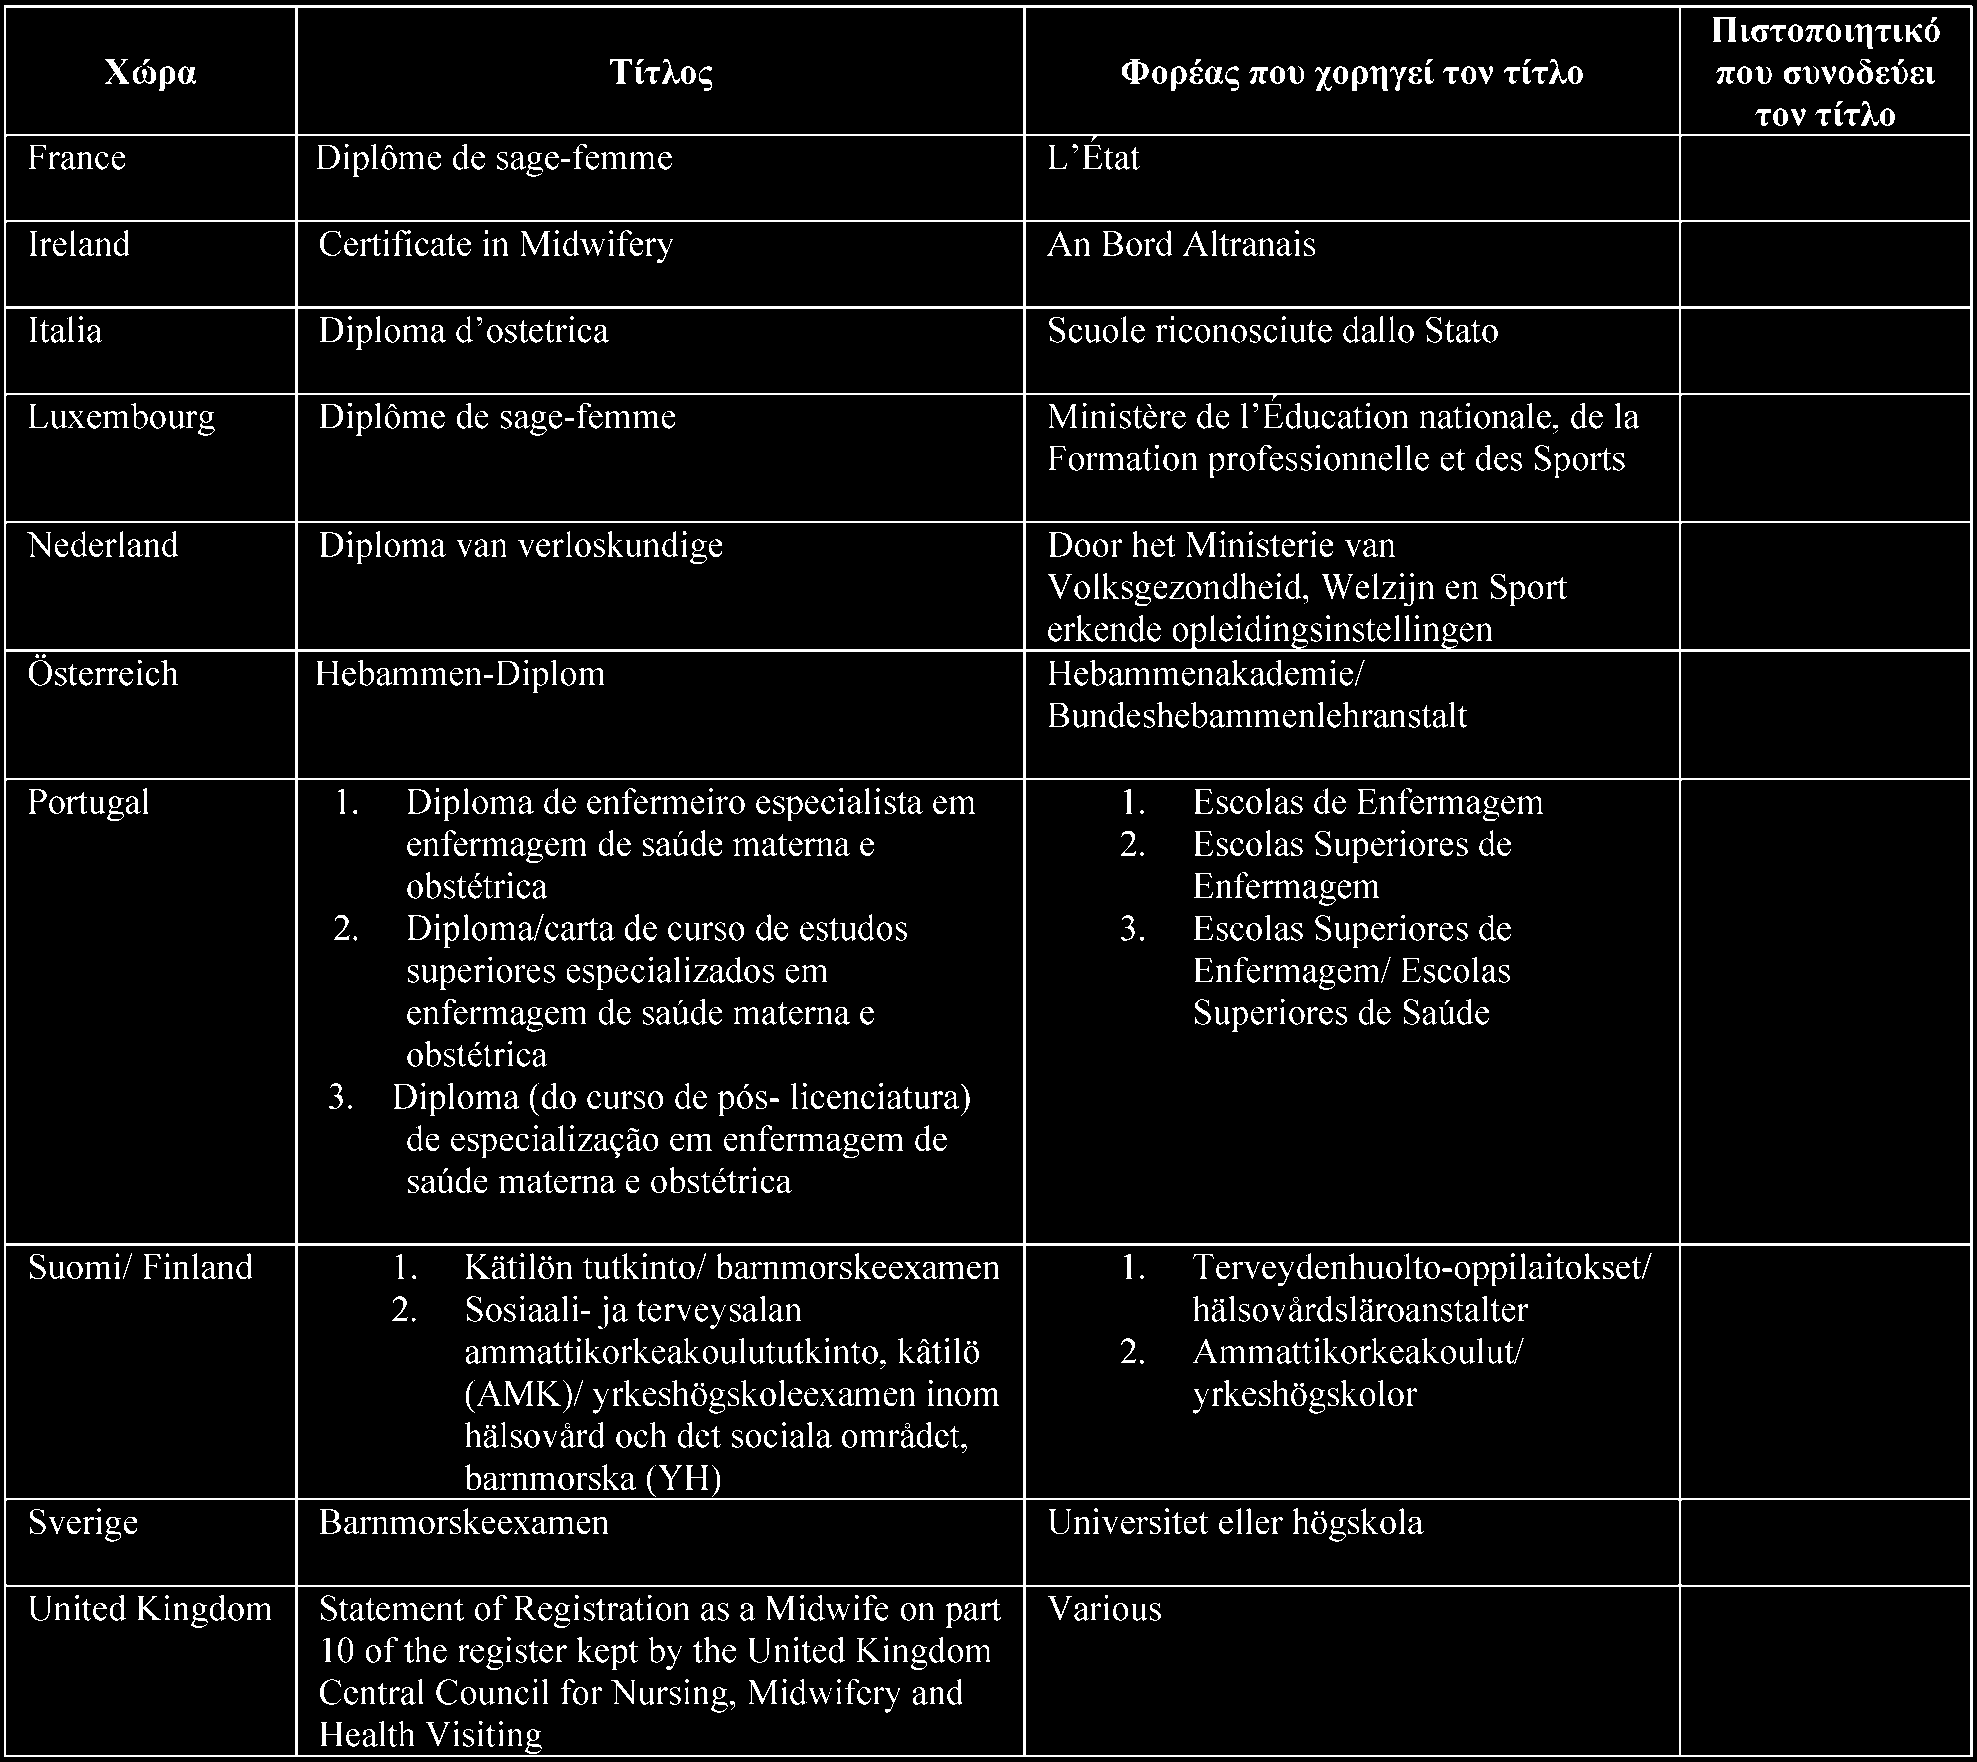 Χώρα
Τίτλος
Φορέας που χορηγεί τον τίτλο
Πιστοποιητικό
που συνοδεύει
τον τίτλο
France
Diplôme de sage-femme
L’État
Ireland
Certificate in Midwifery
An Bord Altranais
Italia
Diploma d’ostetrica
Scuole riconosciute dallo Stato
Luxembourg
Diplôme de sage-femme
Ministère de l’Éducation nationale, de la
Formation professionnelle et des Sports
Nederland
Diploma van verloskundige
Door het Ministerie van
Volksgezondheid, Welzijn en Sport
erkende opleidingsinstellingen
Österreich
Hebammen-Diplom
Hebammenakademie/
Bundeshebammenlehranstalt
Portugal
1. Diploma de enfermeiro especialista em
enfermagem de saúde materna e
obstétrica
2. Diploma/carta de curso de estudos
superiores especializados em
enfermagem de saúde materna e
obstétrica
3. Diploma (do curso de pós- licenciatura)
de especialização em enfermagem de
saúde materna e obstétrica
1. Escolas de Enfermagem
2. Escolas Superiores de
Enfermagem
3. Escolas Superiores de
Enfermagem/ Escolas
Superiores de Saúde
Suomi/ Finland
1. Kätilön tutkinto/ barnmorskeexamen
2. Sosiaali- ja terveysalan
ammattikorkeakoulututkinto, kâtilö
(AMK)/ yrkeshögskoleexamen inom
hälsovård och det sociala området,
barnmorska (YH)
1. Terveydenhuolto-oppilaitokset/
hälsovårdsläroanstalter
2. Ammattikorkeakoulut/
yrkeshögskolor
Sverige
Barnmorskeexamen
Universitet eller högskola
United Kingdom
Statement of Registration as a Midwife on part
10 of the register kept by the United Kingdom
Central Council for Nursing, Midwifery and
Health Visiting
Various